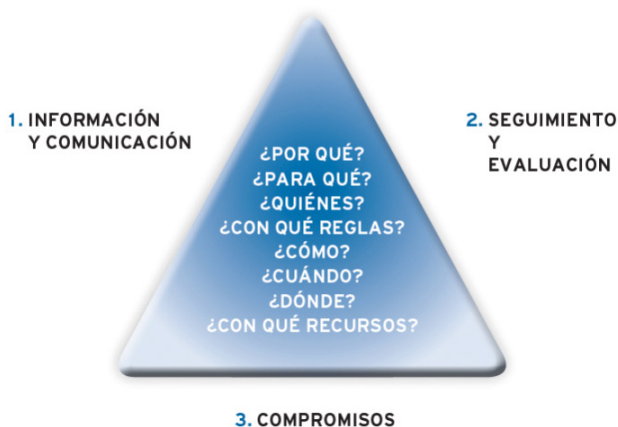 1. INFORMACIÓN
Y COMUNICACIÓN
2. SEGUIMIENTO
Y
EVALUACIÓN
¿POR QUÉ?
¿PARA QUÉ?
¿QUIÉNES?
¿CON QUÉ REGLAS?
¿CÓMO?
¿CUÁNDO?
¿DÓNDE?
¿CON QUÉ RECURSOS?
3. COMPROMISOS